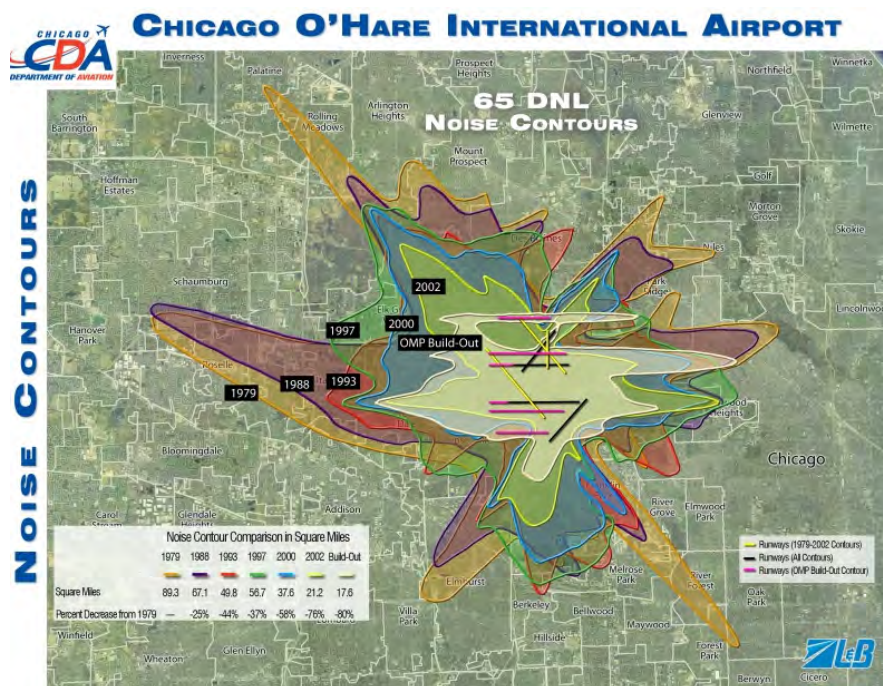 CHICAGO
CDA
DEPARTMENT OF AVIATION
CHICAGO O'HARE INTERNATIONAL AIRPORT
NOISE CONTOURS
65 DNL
NOISE CONTOURS
Inverness
Palatine
Prospect
Heights
Northfield
Winnetka
South
Barrington
Rolling
Meadows
Arlington
Heights
Glenview
Wilmette
Mount
Prospect
Hoffman
Estates
Golf
Morton
Grove
Skokie
Niles
Schaumburg
Hanover
Park
Roselle
2002
1997
2000
OMP Build-Out
1979
1988
1993
Bloomingdale
Chicago
Carol
Glendale
Addison
River
Grove
Elmwood
Park
Noise Contour Comparison in Square Miles
1979 1988 1993 1997 2000 2002 Build-Out
Square Miles 89.3 67.1 49.8 56.7 37.6 21.2 17.6
Percent Decrease from 1979 — -25% -44% -37% -58% -76% -80%
Runways (1979-2002 Contours)
Runways (All Contours)
Runways (OMP Build-Out Contour)
Elmhurst
Melrose
Park
River
Forest
Oak
Park
Berkeley
Bellwood
Maywood
Villa
Park
Winfield
Hillside
Forest
Park
Glen Ellyn
Wheaton
Berwyn
Cicero
L&B